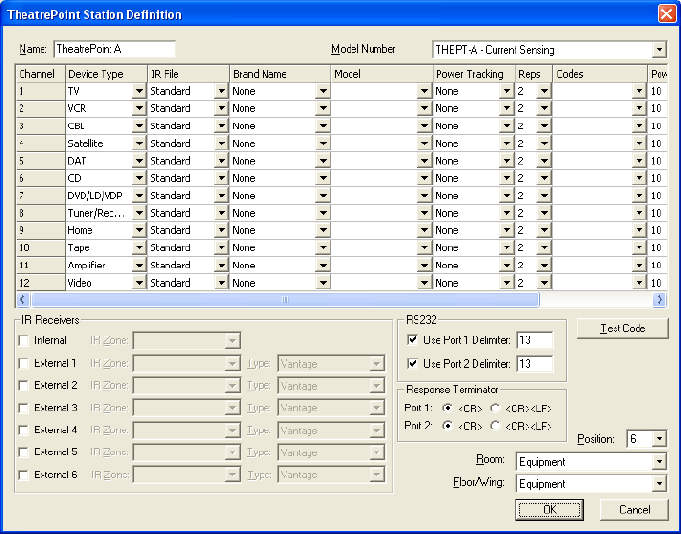 TheatrePoint Station Definition
Name: TheatrePoint A Model Number THEPT-A - Current Sensing
Channel Device Type IR File Brand Name Model Power Tracking Reps Codes Pow
1 TV Standard None None 2 10
2 VCR Standard None None 2 10
3 CBL Standard None None 2 10
4 Satellite Standard None None 2 10
5 DAT Standard None None 2 10
6 CD Standard None None 2 10
7 DVD/LD/VDP Standard None None 2 10
8 Tuner/Rec... Standard None None 2 10
9 Home Standard None None 2 10
10 Tape Standard None None 2 10
11 Amplifier Standard None None 2 10
12 Video Standard None None 2 10
IR Receivers
Internal IR Zone:
External 1 IR Zone: Type: Vantage
External 2 IR Zone: Type: Vantage
External 3 IR Zone: Type: Vantage
External 4 IR Zone: Type: Vantage
External 5 IR Zone: Type: Vantage
External 6 IR Zone: Type: Vantage
RS232
Use Port 1 Delimiter: 13
Use Port 2 Delimiter: 13
Test Code
Response Terminator
Port 1: <CR> <CR><LF>
Port 2: <CR> <CR><LF>
Position: 6
Room: Equipment
Floor/Wing: Equipment
OK Cancel